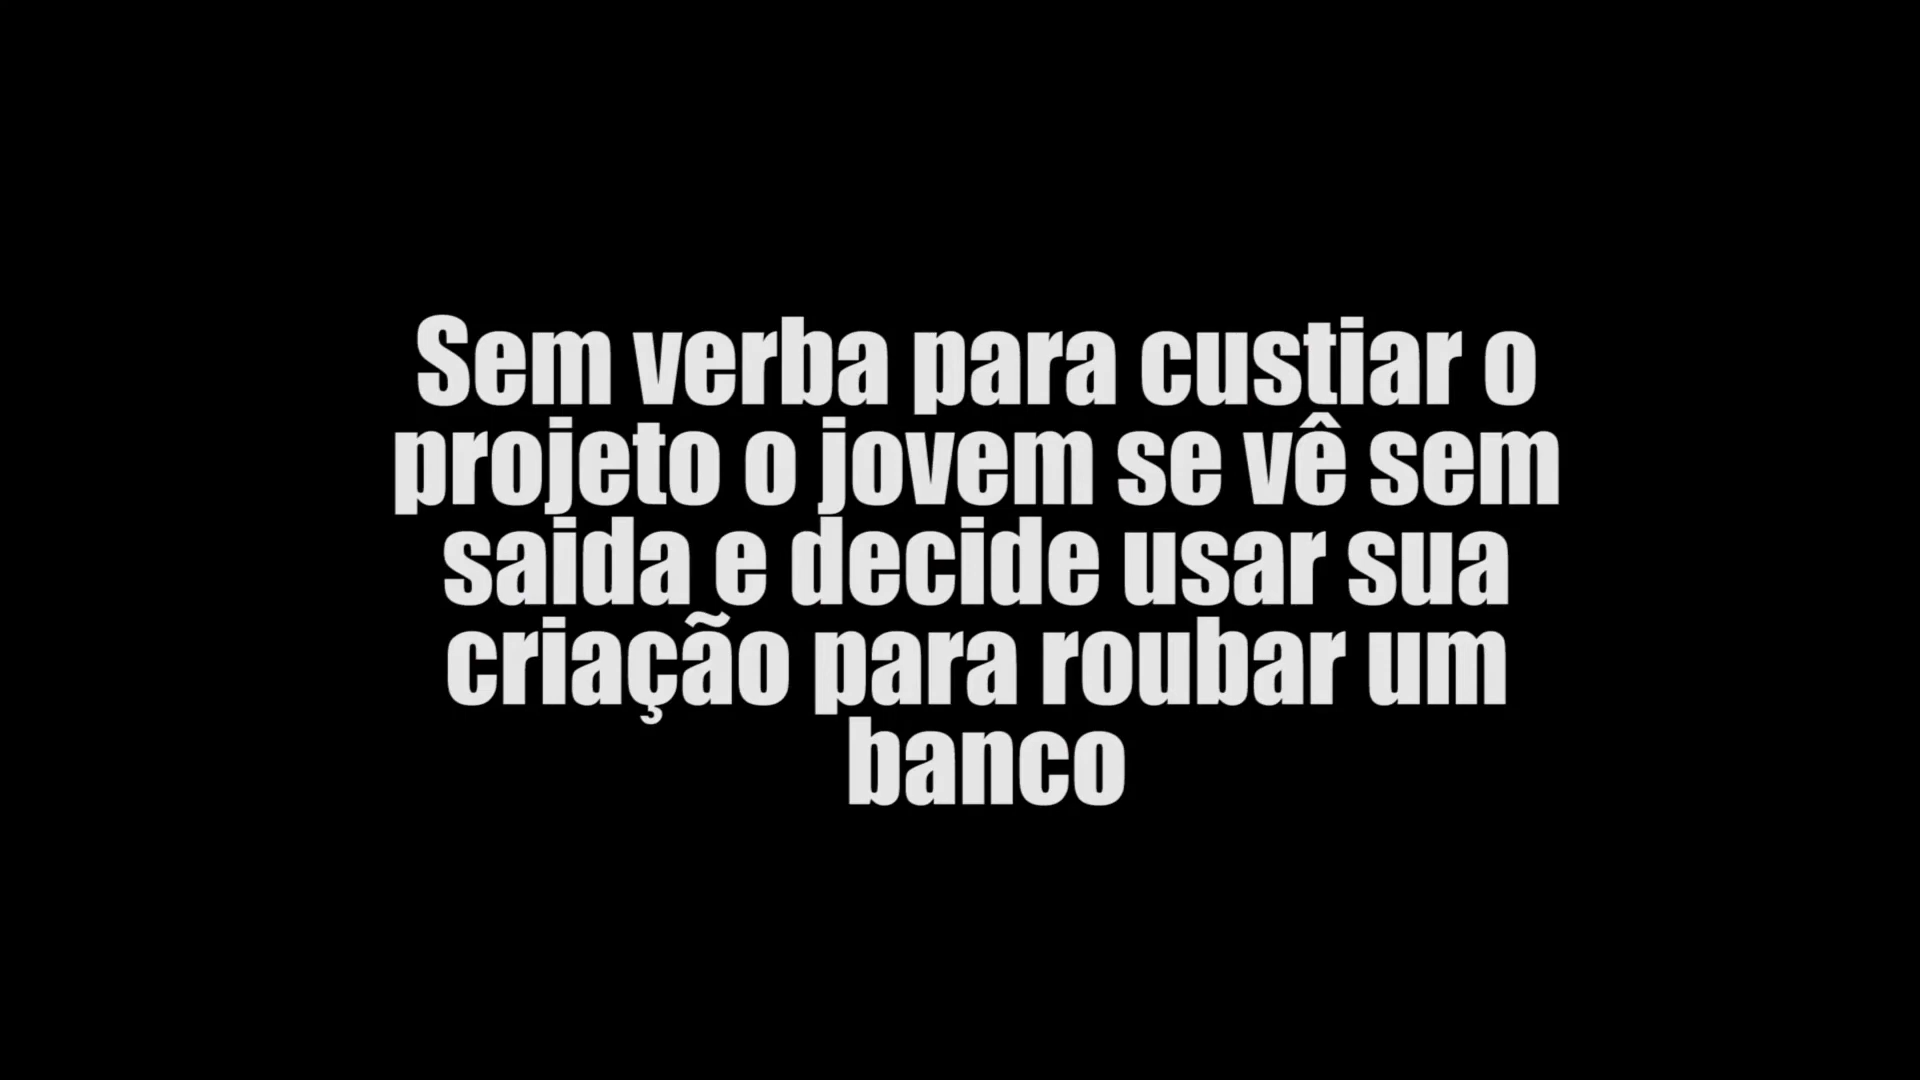 Sem verba para custiar o
projeto o jovem se vê sem
saida e decide usar sua
criação para roubar um
banco